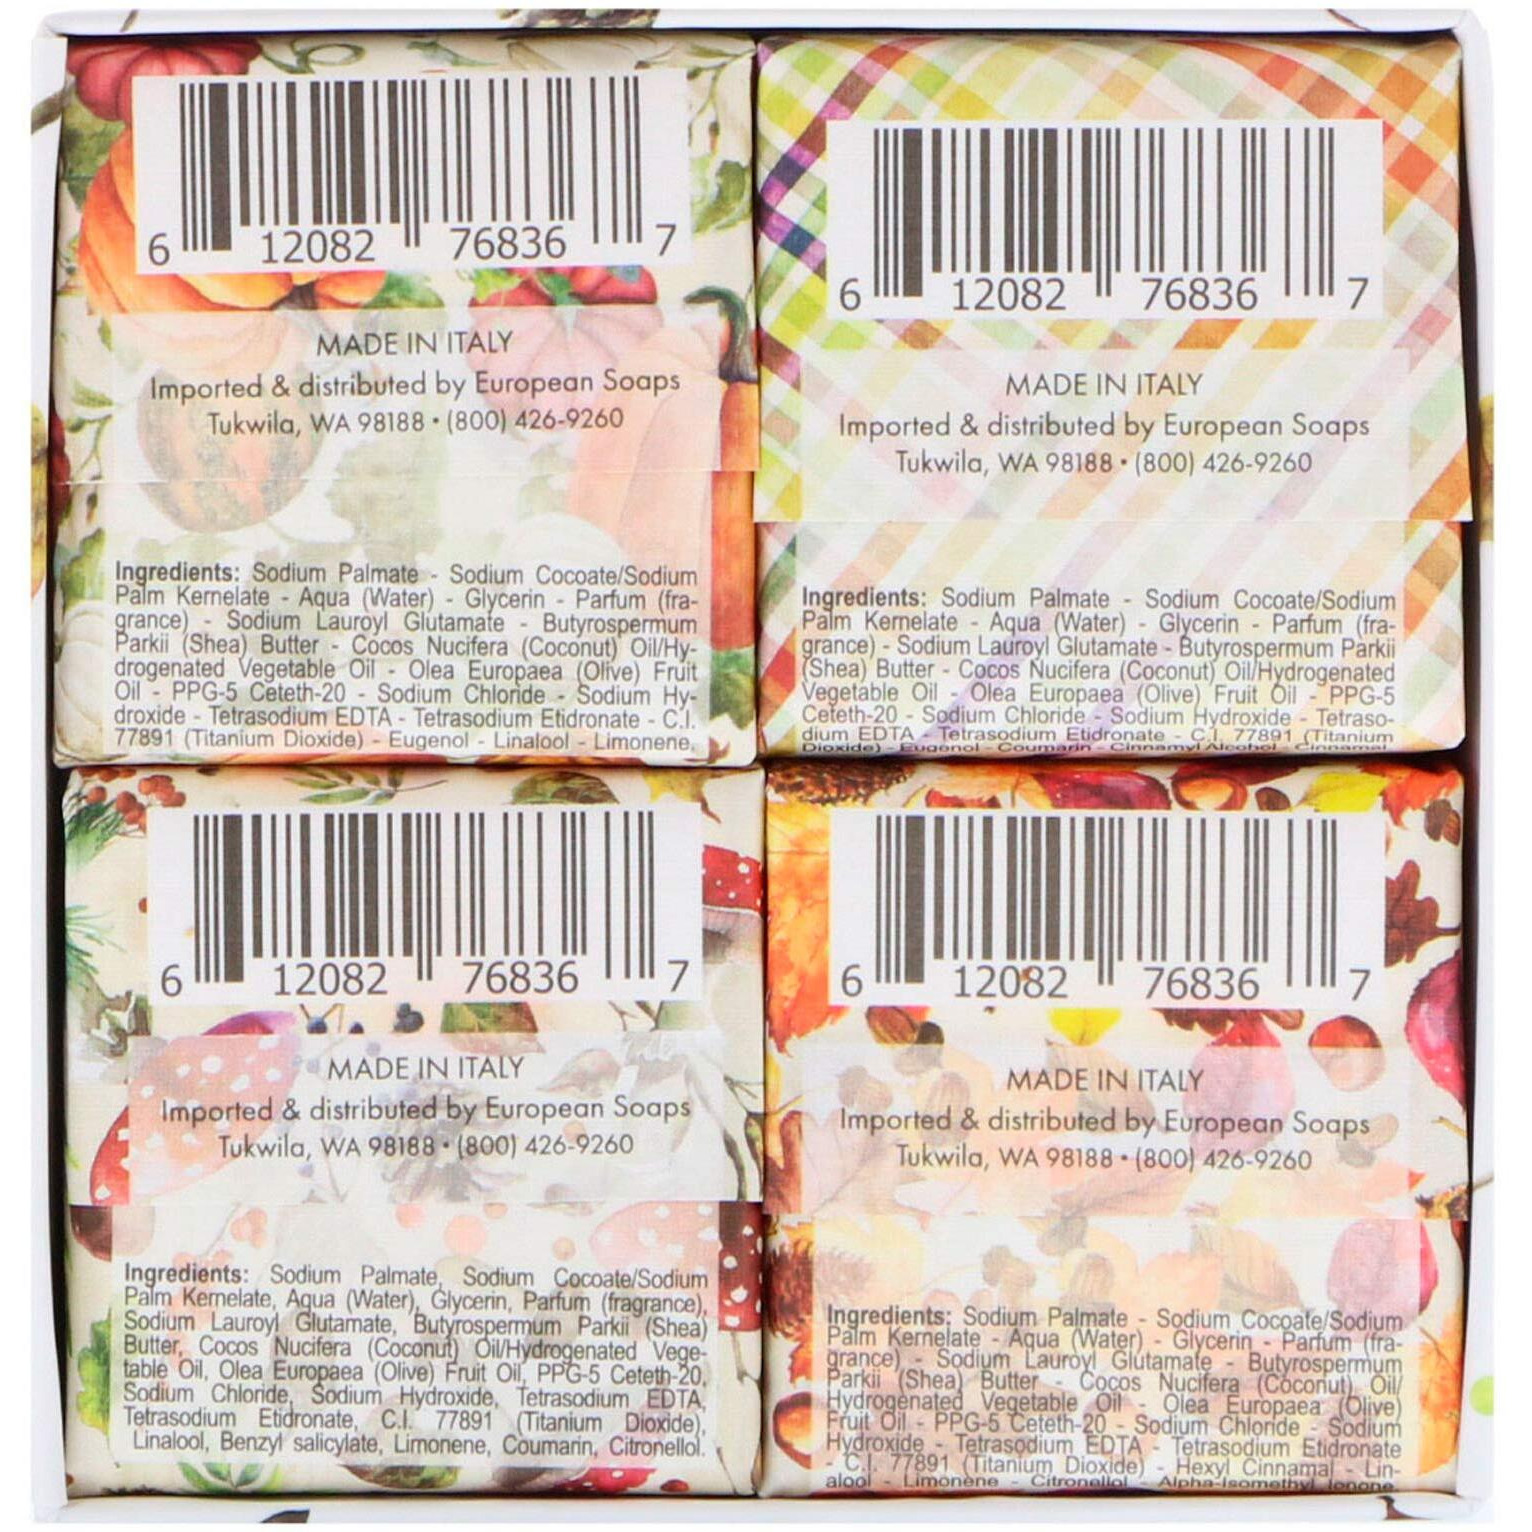 6 12082 76836 7
MADE IN ITALY
Imported & distributed by European Soaps
Tukwila, WA 98188 • (800) 426-9260
Ingredients: Sodium Palmate - Sodium Cocoate/Sodium
Palm Kernelate - Aqua (Water) - Glycerin - Parfum (fra-
grance) - Sodium Lauroyl Glutamate - Butyrospermum
Parkii (Shea) Butter - Cocos Nucifera (Coconut) Oil/Hy-
drogenated Vegetable Oil - Olea Europaea (Olive) Fruit
Oil - PPG-5 Ceteth-20 - Sodium Chloride - Sodium Hy-
droxide - Tetrasodium EDTA - Tetrasodium Etidronate - C.I.
77891 (Titanium Dioxide) - Eugenol - Linalool - Limonene.
6 12082 76836 7
MADE IN ITALY
Imported & distributed by European Soaps
Tukwila, WA 98188 • (800) 426-9260
Ingredients: Sodium Palmate - Sodium Cocoate/Sodium
Palm Kernelate - Aqua (Water) - Glycerin - Parfum (fra-
grance) - Sodium Lauroyl Glutamate - Butyrospermum Parkii
(Shea) Butter - Cocos Nucifera (Coconut) Oil/Hydrogenated
Vegetable Oil - Olea Europaea (Olive) Fruit Oil - PPG-5
Ceteth-20 - Sodium Chloride - Sodium Hydroxide - Tetraso-
dium EDTA - Tetrasodium Etidronate - C.I. 77891 (Titanium
Dioxide) - Eugenol - Coumarin - Cinnamyl Alcohol - Cinnamal
6 12082 76836 7
MADE IN ITALY
Imported & distributed by European Soaps
Tukwila, WA 98188 • (800) 426-9260
Ingredients: Sodium Palmate, Sodium Cocoate/Sodium
Palm Kernelate, Aqua (Water), Glycerin, Parfum (fragrance),
Sodium Lauroyl Glutamate, Butyrospermum Parkii (Shea)
Butter, Cocos Nucifera (Coconut) Oil/Hydrogenated Vege-
table Oil, Olea Europaea (Olive) Fruit Oil, PPG-5 Ceteth-20,
Sodium Chloride, Sodium Hydroxide, Tetrasodium EDTA,
Tetrasodium Etidronate, C.I. 77891 (Titanium Dioxide),
Linalool, Benzyl salicylate, Limonene, Coumarin, Citronellol.
6 12082 76836 7
MADE IN ITALY
Imported & distributed by European Soaps
Tukwila, WA 98188 • (800) 426-9260
Ingredients: Sodium Palmate - Sodium Cocoate/Sodium
Palm Kernelate - Aqua (Water) - Glycerin - Parfum (fra-
grance) - Sodium Lauroyl Glutamate - Butyrospermum
Parkii (Shea) Butter - Cocos Nucifera (Coconut) Oil/
Hydrogenated Vegetable Oil - Olea Europaea (Olive)
Fruit Oil - PPG-5 Ceteth-20 - Sodium Chloride - Sodium
Hydroxide - Tetrasodium EDTA - Tetrasodium Etidronate
- C.I. 77891 (Titanium Dioxide) - Hexyl Cinnamal - Lin-
alool - Limonene - Citronellol - Alpha-Isomethyl Ionone